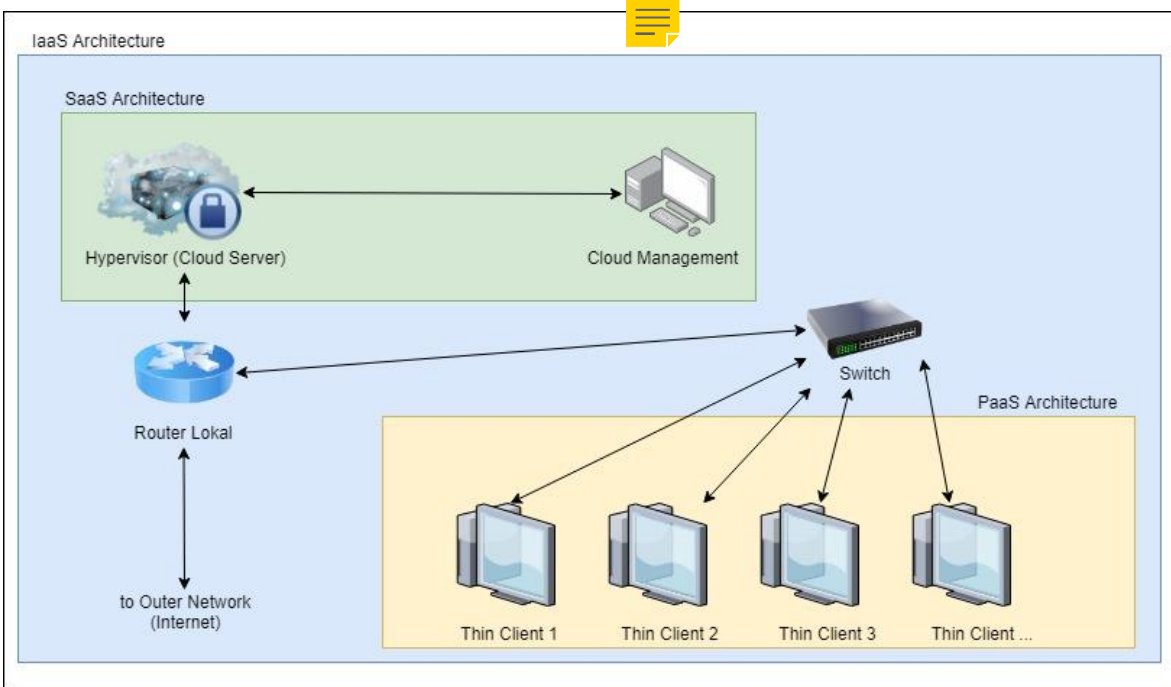 IaaS Architecture
SaaS Architecture
Hypervisor (Cloud Server)
Cloud Management
Switch
PaaS Architecture
Router Lokal
to Outer Network
(Internet)
Thin Client 1
Thin Client 2
Thin Client 3
Thin Client ...